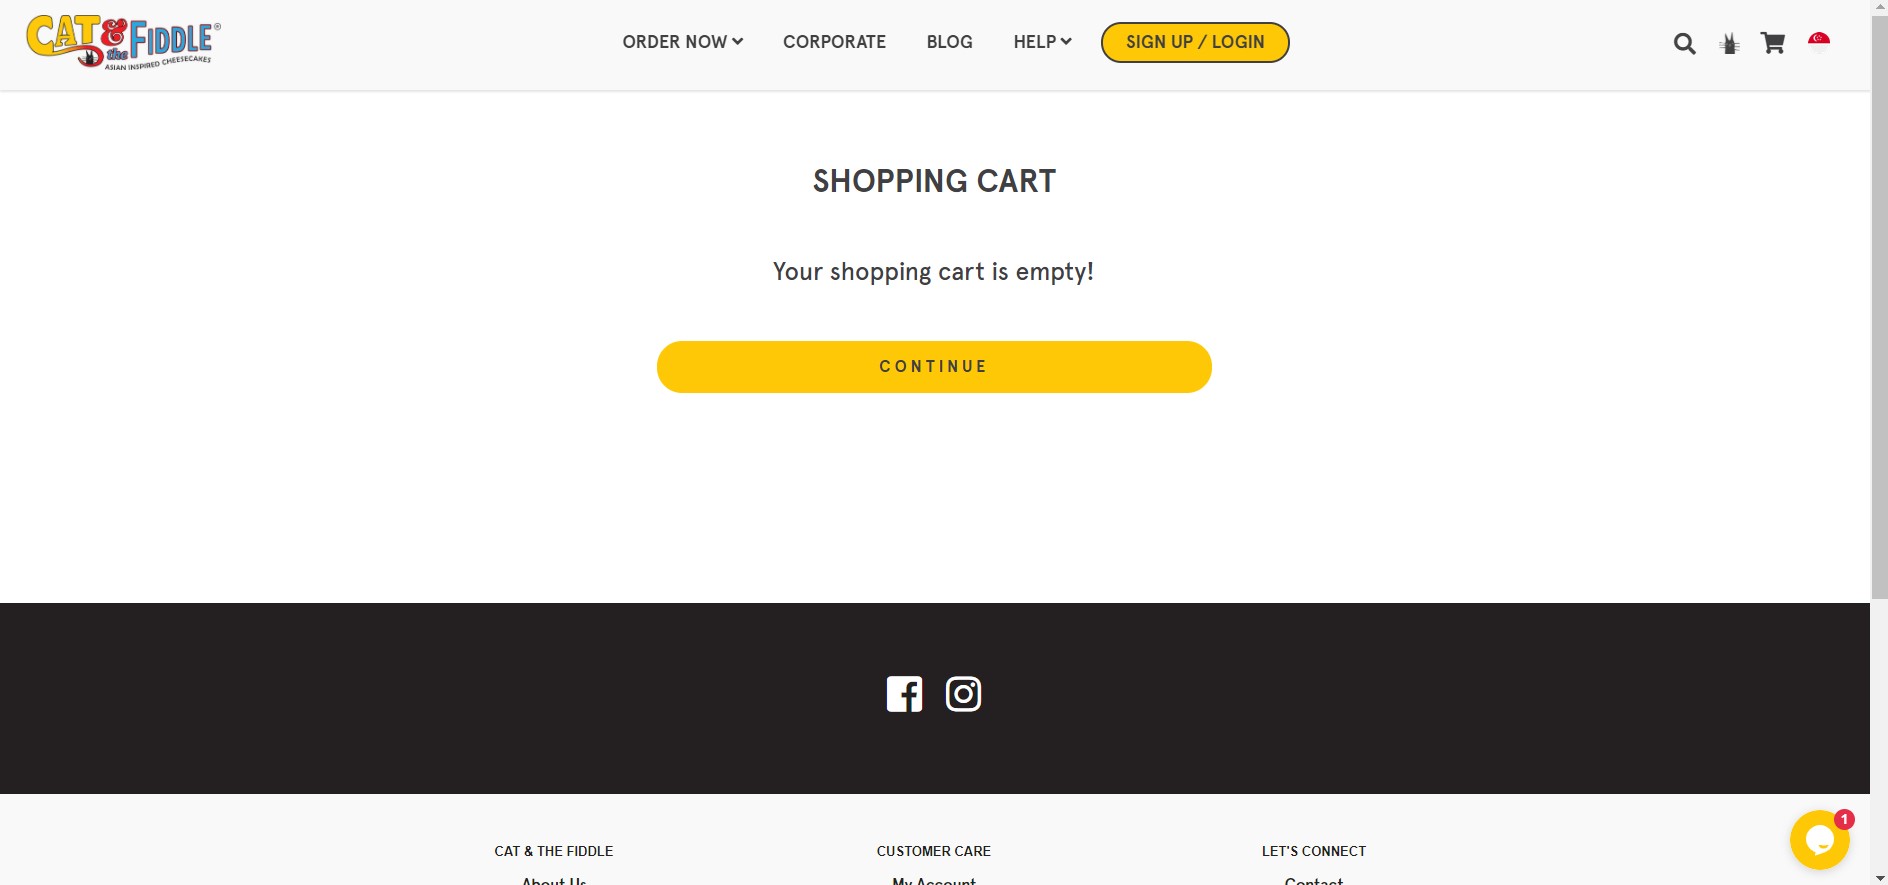 CAT & the FIDDLE®
ASIAN INSPIRED CHEESECAKES
ORDER NOW
CORPORATE
BLOG
HELP
SIGN UP / LOGIN
SHOPPING CART
Your shopping cart is empty!
CONTINUE
1
CAT & THE FIDDLE
CUSTOMER CARE
LET'S CONNECT
About Us
My Account
Contact